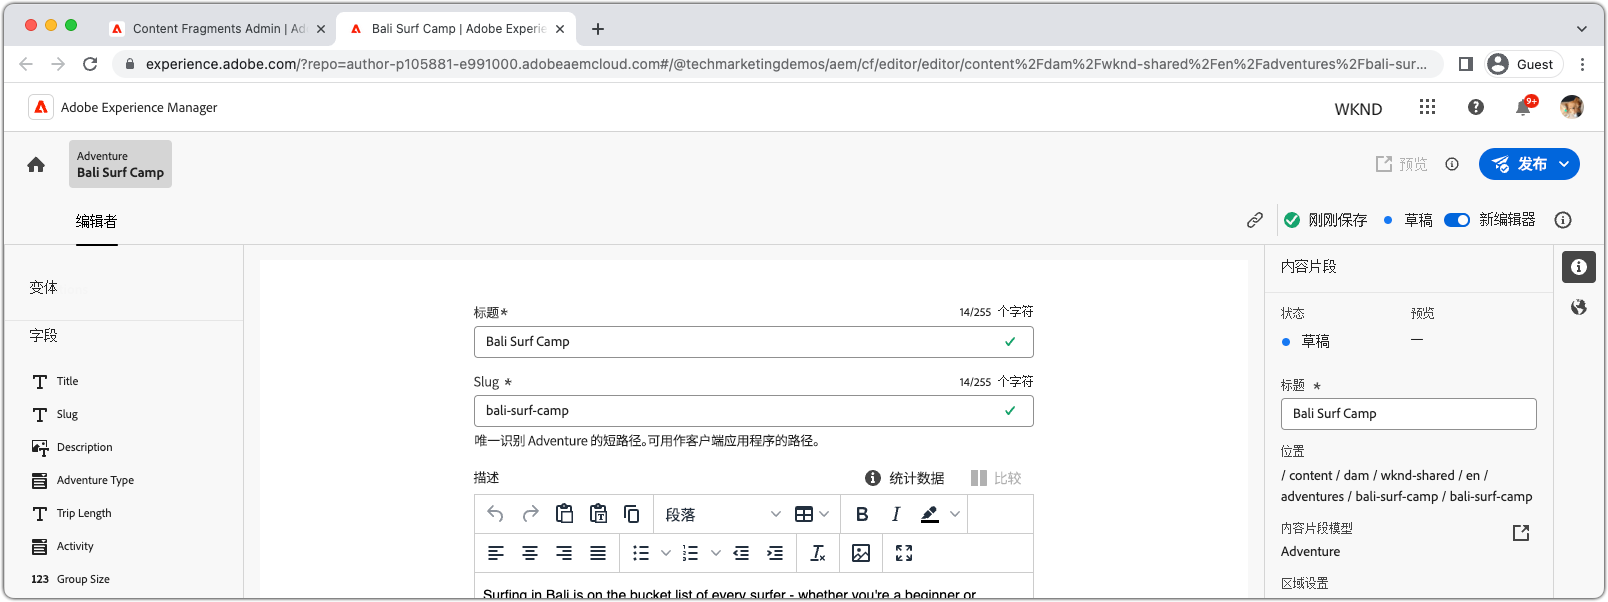 Content Fragments Admin | Ad
Bali Surf Camp | Adobe Experie
experience.adobe.com/?repo=author-p105881-e991000.adobeaemcloud.com#/@techmarketingdemos/aem/cf/editor/editor/content%2Fdam%2Fwknd-shared%2Fen%2Fadventures%2Fbali-sur...
Guest
Adobe Experience Manager
WKND
9+
Adventure
Bali Surf Camp
预览
发布
编辑者
刚刚保存
草稿
新编辑器
变体
字段
Title
Slug
Description
Adventure Type
Trip Length
Activity
123 Group Size
标题*
14/255 个字符
Bali Surf Camp
Slug *
14/255 个字符
bali-surf-camp
唯一识别 Adventure 的短路径。可用作客户端应用程序的路径。
描述
统计数据
比较
段落
B I
Surfing in Bali is on the bucket list of every surfer - whether you're a beginner or
内容片段
状态
预览
草稿
—
标题 *
Bali Surf Camp
位置
/ content / dam / wknd-shared / en /
adventures / bali-surf-camp / bali-surf-camp
内容片段模型
Adventure
区域设置